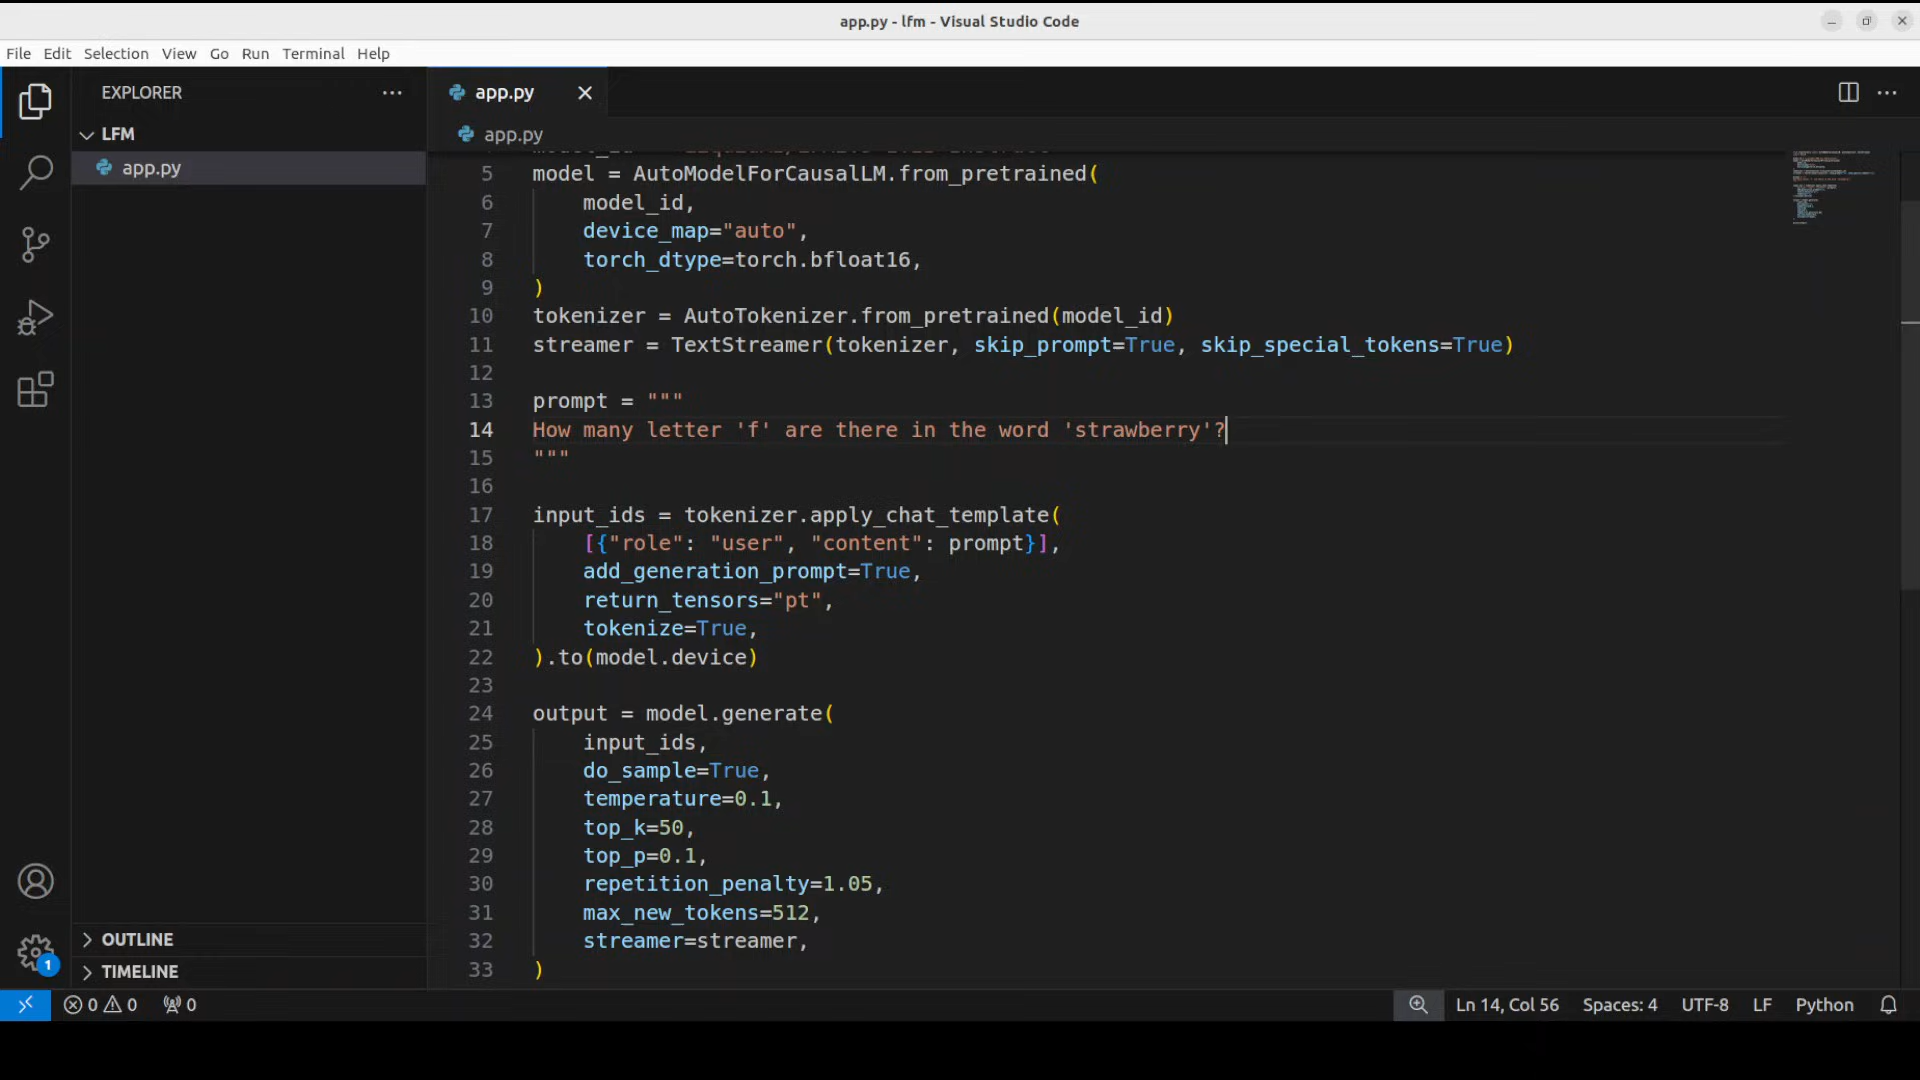 app.py - lfm - Visual Studio Code
File Edit Selection View Go Run Terminal Help
EXPLORER
LFM
app.py
OUTLINE
TIMELINE
app.py
app.py
5 model = AutoModelForCausalLM.from_pretrained(
6 model_id,
7 device_map="auto",
8 torch_dtype=torch.bfloat16,
9 )
10 tokenizer = AutoTokenizer.from_pretrained(model_id)
11 streamer = TextStreamer(tokenizer, skip_prompt=True, skip_special_tokens=True)
12
13 prompt = """
14 How many letter 'f' are there in the word 'strawberry'?
15 """
16
17 input_ids = tokenizer.apply_chat_template(
18 [{"role": "user", "content": prompt}],
19 add_generation_prompt=True,
20 return_tensors="pt",
21 tokenize=True,
22 ).to(model.device)
23
24 output = model.generate(
25 input_ids,
26 do_sample=True,
27 temperature=0.1,
28 top_k=50,
29 top_p=0.1,
30 repetition_penalty=1.05,
31 max_new_tokens=512,
32 streamer=streamer,
33 )
1
0 0 0 Ln 14, Col 56 Spaces: 4 UTF-8 LF Python